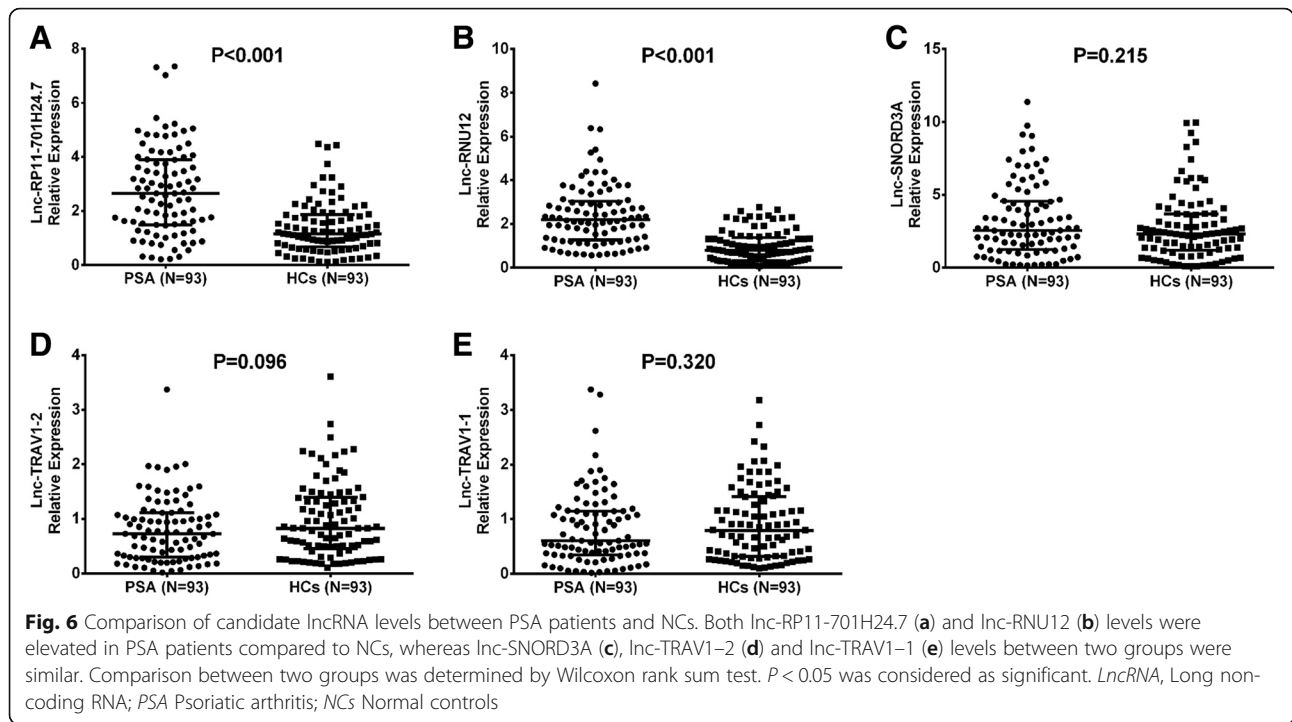 A
P<0.001
Lnc-RP11-701H24.7
Relative Expression
8
6
4
2
0
PSA (N=93)
HCs (N=93)
B
P<0.001
Lnc-RNU12
Relative Expression
10
8
6
4
2
0
PSA (N=93)
HCs (N=93)
C
P=0.215
Lnc-SNORD3A
Relative Expression
15
10
5
0
PSA (N=93)
HCs (N=93)
D
P=0.096
Lnc-TRAV1-2
Relative Expression
4
3
2
1
0
PSA (N=93)
HCs (N=93)
E
P=0.320
Lnc-TRAV1-1
Relative Expression
4
3
2
1
0
PSA (N=93)
HCs (N=93)
Fig. 6 Comparison of candidate lncRNA levels between PSA patients and NCs. Both lnc-RP11-701H24.7 (a) and lnc-RNU12 (b) levels were
elevated in PSA patients compared to NCs, whereas lnc-SNORD3A (c), lnc-TRAV1–2 (d) and lnc-TRAV1–1 (e) levels between two groups were
similar. Comparison between two groups was determined by Wilcoxon rank sum test. P < 0.05 was considered as significant. LncRNA, Long non-
coding RNA; PSA Psoriatic arthritis; NCs Normal controls